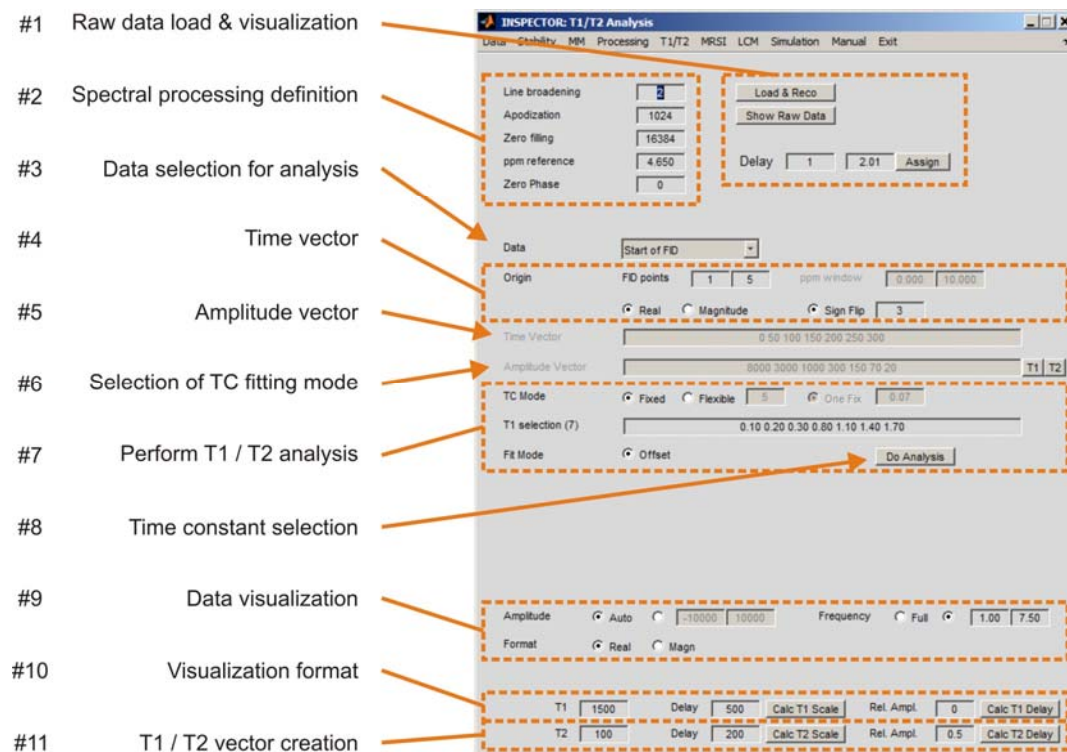 #1 Raw data load & visualization
#2 Spectral processing definition
#3 Data selection for analysis
#4 Time vector
#5 Amplitude vector
#6 Selection of TC fitting mode
#7 Perform T1 / T2 analysis
#8 Time constant selection
#9 Data visualization
#10 Visualization format
#11 T1 / T2 vector creation
INSPECTOR: T1/T2 Analysis
Data Stability MM Processing T1/T2 MRSI LCM Simulation Manual Exit
Line broadening 2 Load & Reco
Apodization 1024 Show Raw Data
Zero filling 16384
ppm reference 4.650 Delay 1 2.01 Assign
Zero Phase 0
Data Start of FID
Origin FID points 1 5 ppm window 0.000 10.000
Real Magnitude Sign Flip 3
Time Vector 0 50 100 150 200 250 300
Amplitude Vector 8000 3000 1000 300 150 70 20 T1 T2
TC Mode Fixed Flexible 5 One Fix 0.07
T1 selection (7) 0.10 0.20 0.30 0.80 1.10 1.40 1.70
Fit Mode Offset Do Analysis
Amplitude Auto -10000 10000 Frequency Full 1.00 7.50
Format Real Magn
T1 1500 Delay 500 Calc T1 Scale Rel. Ampl. 0 Calc T1 Delay
T2 100 Delay 200 Calc T2 Scale Rel. Ampl. 0.5 Calc T2 Delay